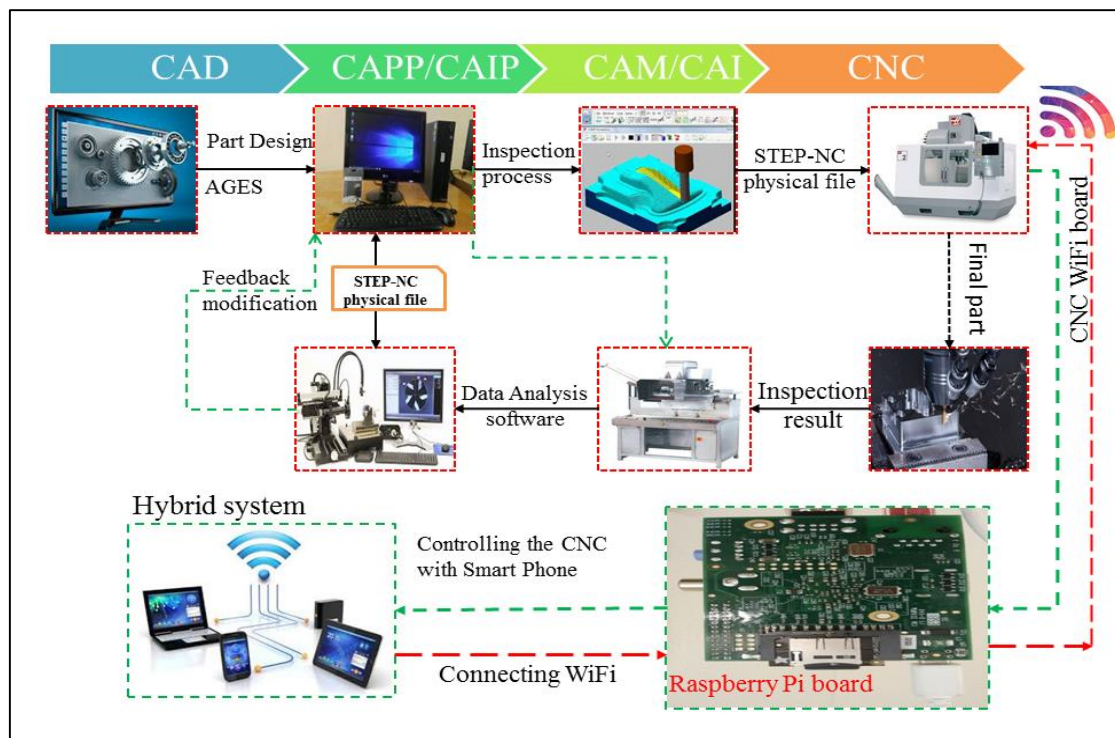 CAD
CAPP/CAIP
CAM/CAI
CNC
Part Design
AGES
Inspection
process
STEP-NC
physical file
Feedback
modification
STEP-NC
physical file
Final part
CNC WiFi board
Data Analysis
software
Inspection
result
Hybrid system
Controlling the CNC
with Smart Phone
Connecting WiFi
Raspberry Pi board